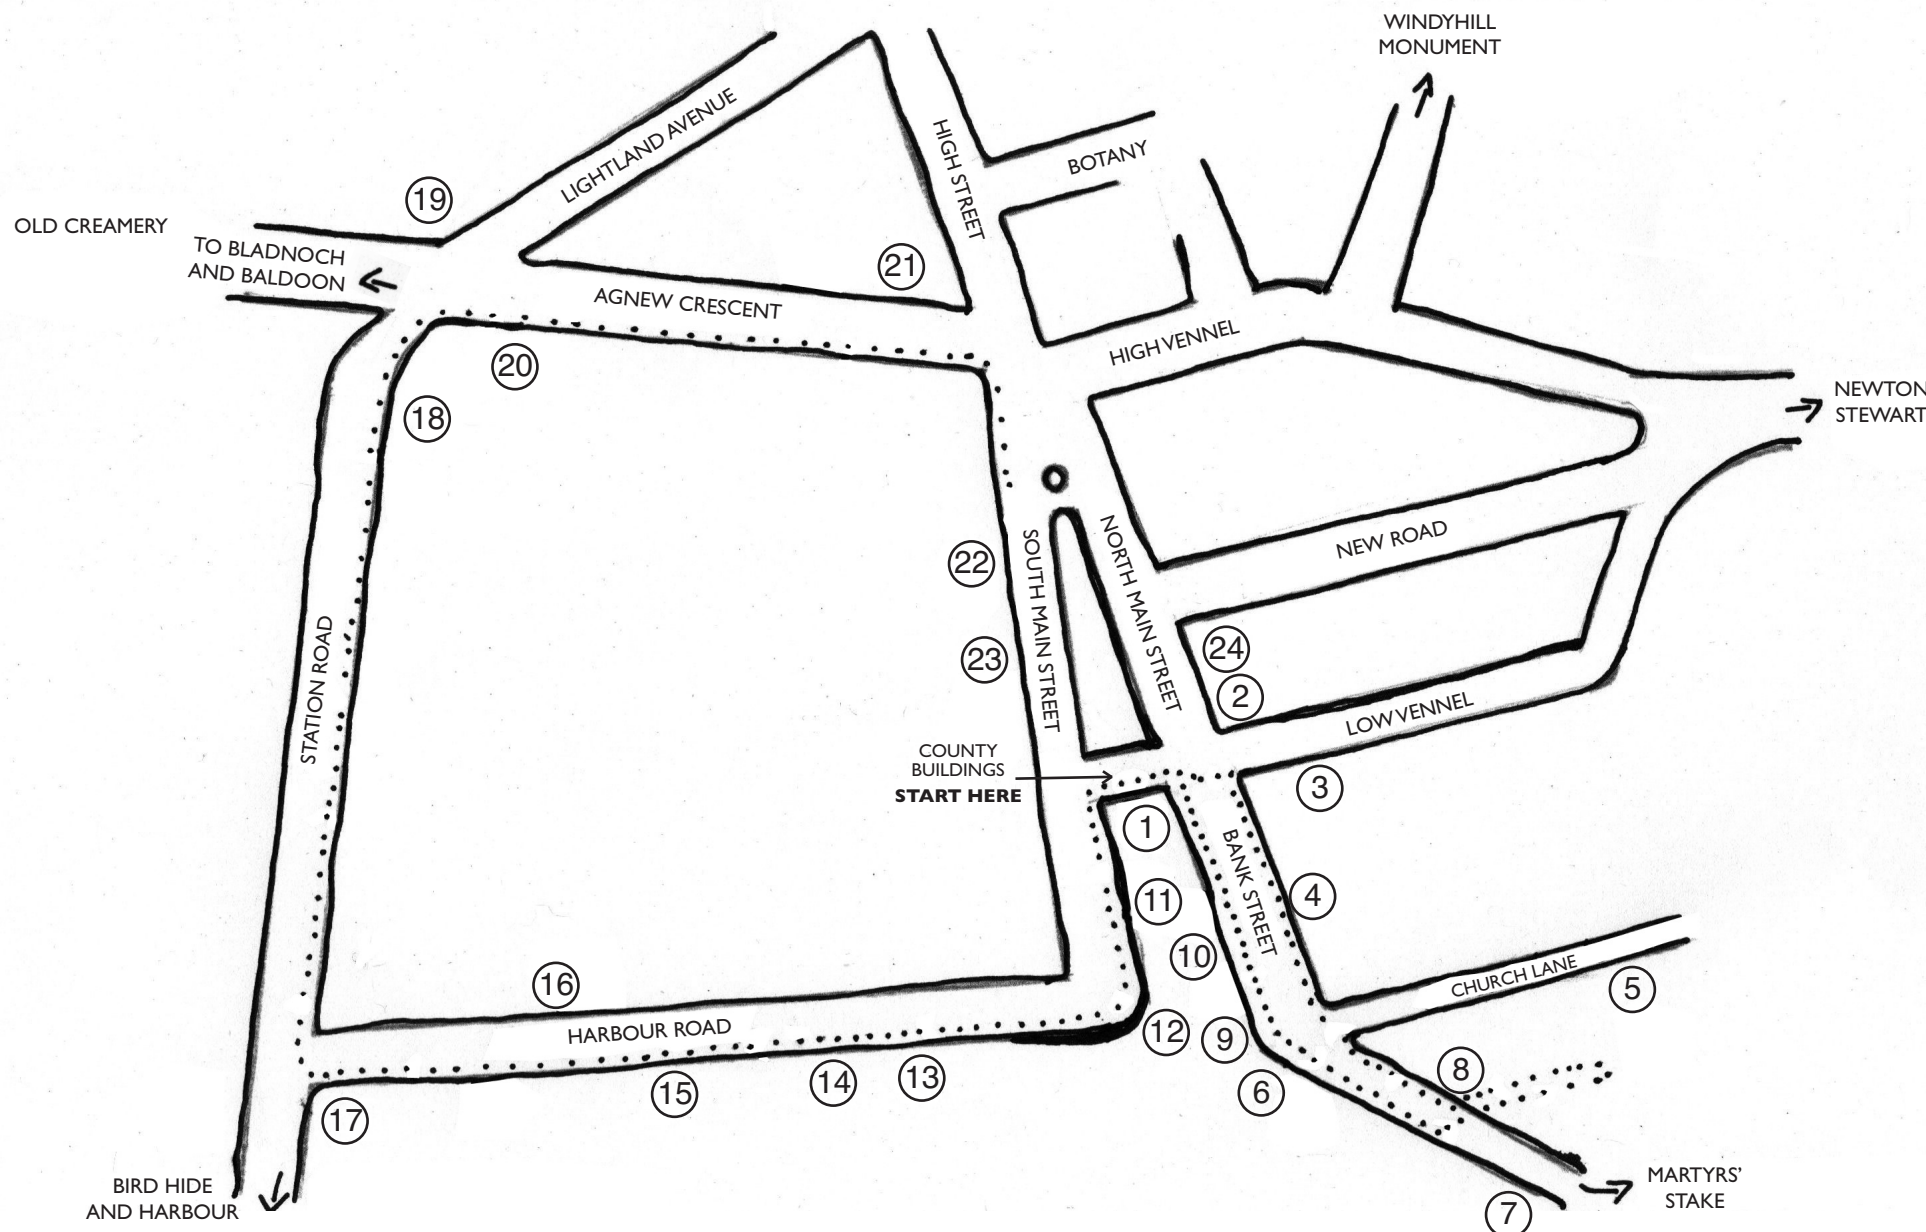 WINDYHILL
MONUMENT
LIGHTLAND AVENUE
HIGH STREET
BOTANY
19
OLD CREAMERY
TO BLADNOCH
AND BALDOON
21
AGNEW CRESCENT
HIGH VENNEL
20
18
NEWTON
STEWART
22
SOUTH MAIN STREET
NORTH MAIN STREET
NEW ROAD
STATION ROAD
23
24
2
LOW VENNEL
COUNTY
BUILDINGS
START HERE
3
1
BANK STREET
4
11
10
CHURCH LANE
5
16
HARBOUR ROAD
12
9
6
8
13
14
15
17
BIRD HIDE
AND HARBOUR
MARTYRS'
STAKE
7